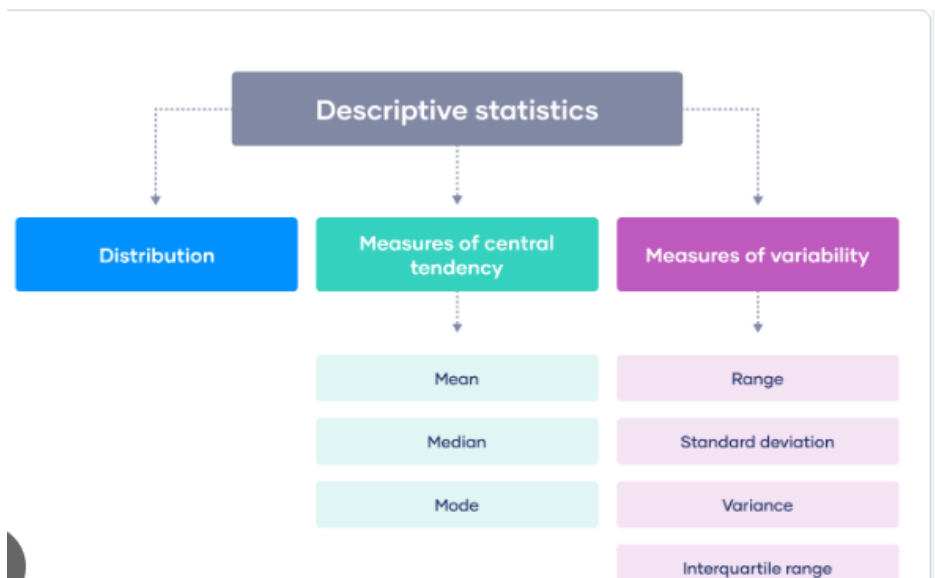 Descriptive statistics
Distribution
Measures of central
tendency
Measures of variability
Mean
Range
Median
Standard deviation
Mode
Variance
Interquartile range